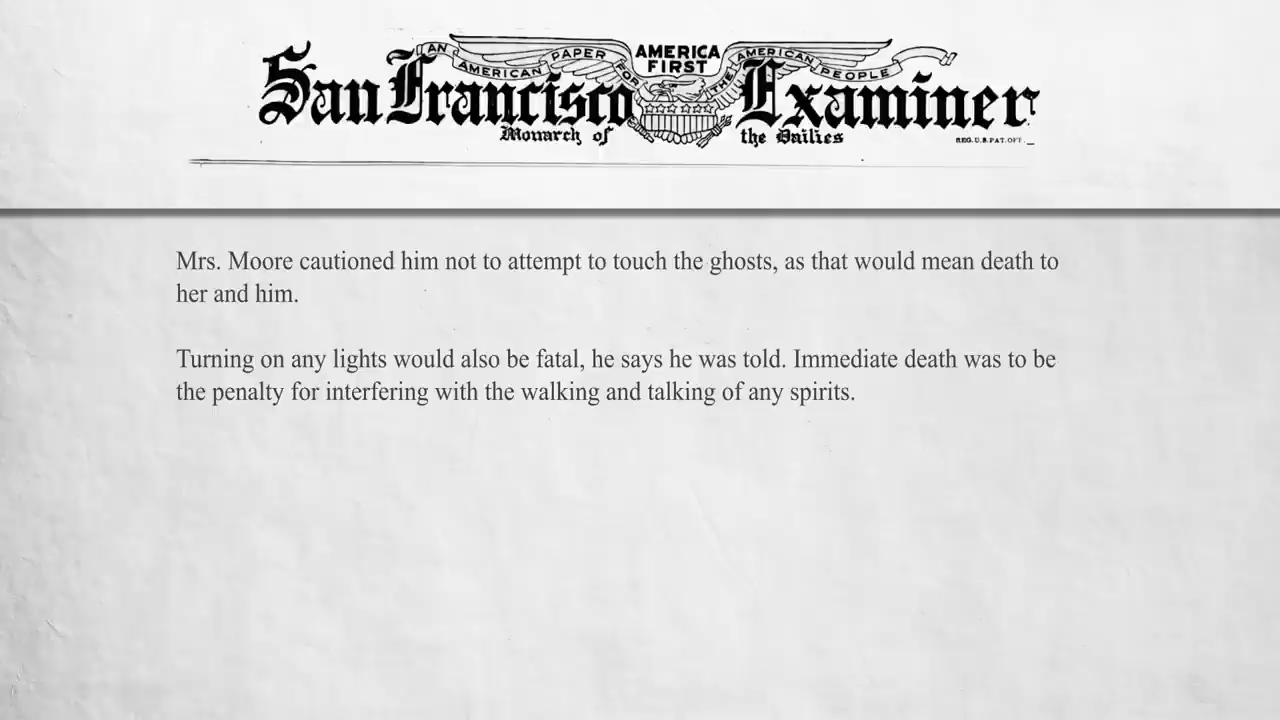 AN AMERICAN PAPER FOR THE AMERICAN PEOPLE
AMERICA
FIRST
San Francisco Examiner
Monarch of the Dailies
REG. U.S. PAT. OFF.
Mrs. Moore cautioned him not to attempt to touch the ghosts, as that would mean death to
her and him.
Turning on any lights would also be fatal, he says he was told. Immediate death was to be
the penalty for interfering with the walking and talking of any spirits.